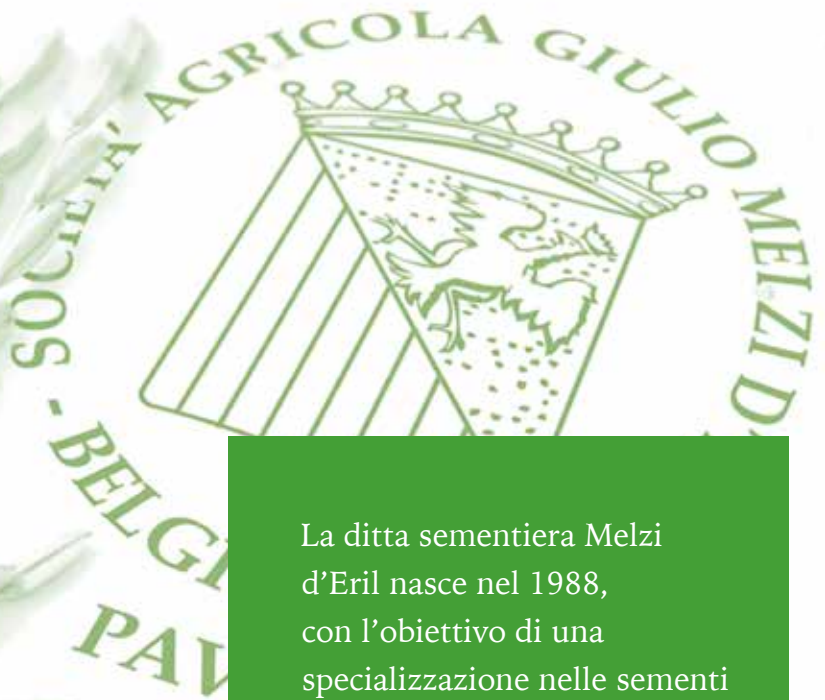 SOCIETA' AGRICOLA GIULIO MELZI D'
- BELGI
PAV
La ditta sementiera Melzi
d'Eril nasce nel 1988,
con l'obiettivo di una
specializzazione nelle sementi